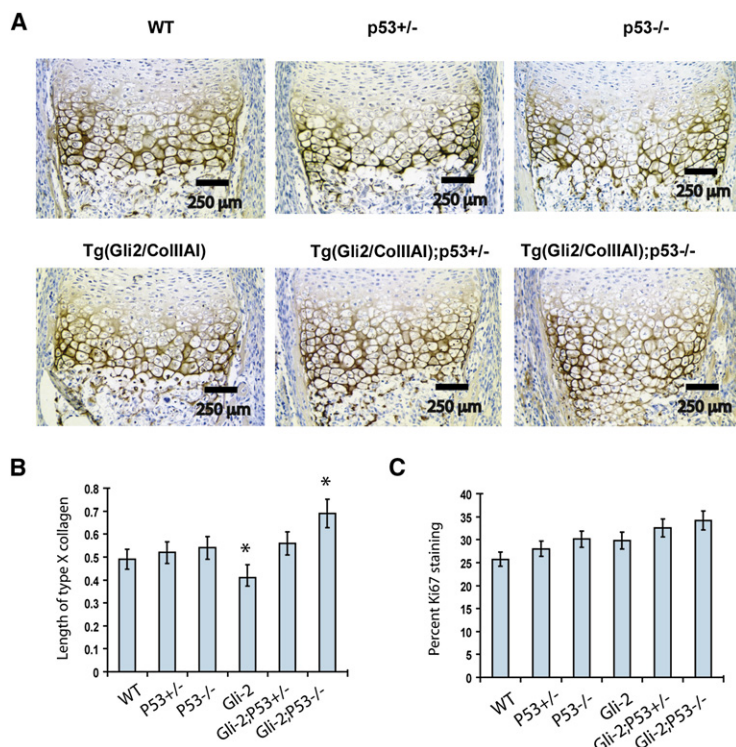 A
WT
p53+/-
p53-/-
250 µm
250 µm
250 µm
Tg(Gli2/ColIIAI)
Tg(Gli2/ColIIAI);p53+/-
Tg(Gli2/ColIIAI);p53-/-
250 µm
250 µm
250 µm
B
Length of type X collagen
0.8
0.7
0.6
0.5
0.4
0.3
0.2
0.1
0
*
*
WT
P53+/-
P53-/-
Gli-2
Gli-2;P53+/-
Gli-2;P53-/-
C
Percent Ki67 staining
40
35
30
25
20
15
10
5
0
WT
P53+/-
P53-/-
Gli-2
Gli-2;P53+/-
Gli-2;P53-/-